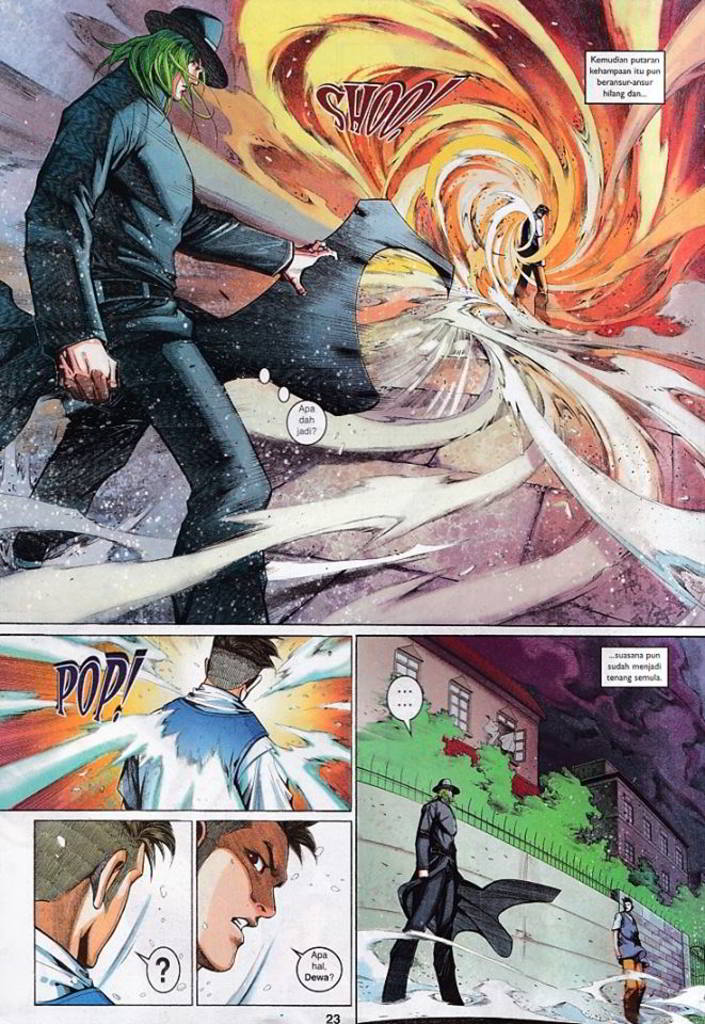 Kemudian putaran
kehampaan itu pun
beransur-ansur
hilang dan...
SHOO!
Apa
dah
jadi?
POP!
...suasana pun
sudah menjadi
tenang semula.
... ...
?
Apa
hal,
Dewa?
23